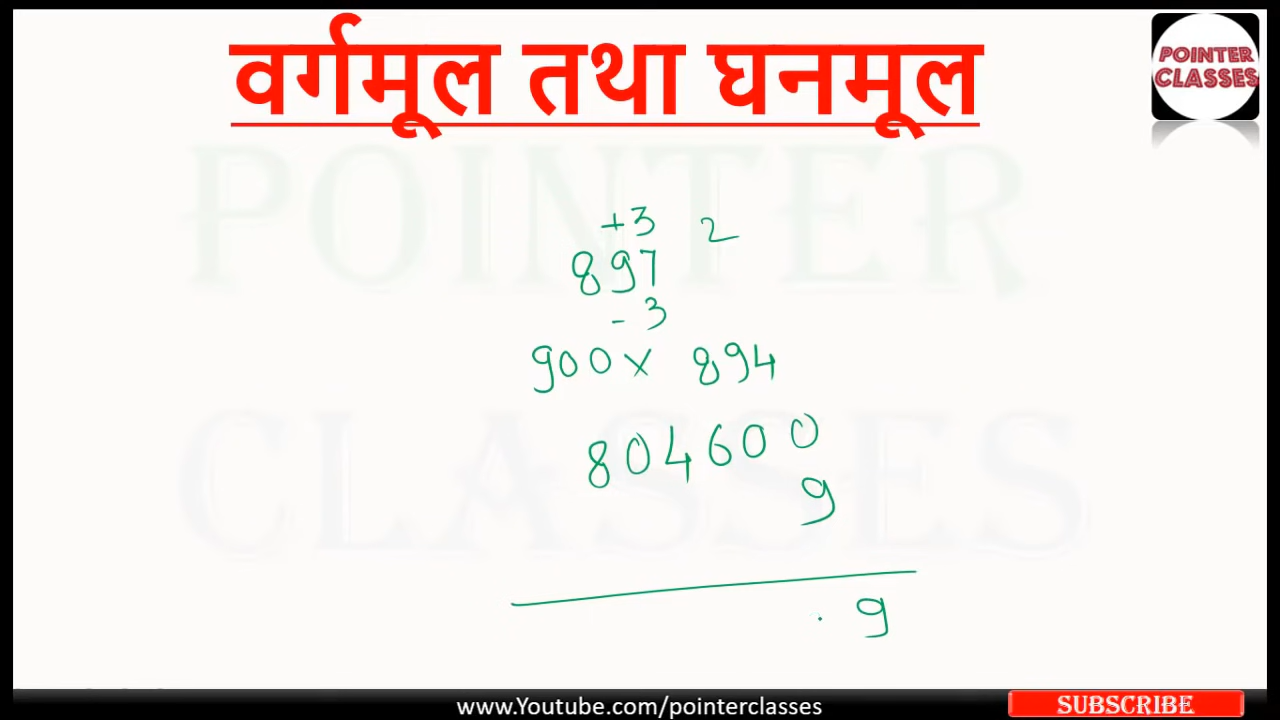 वर्गमूल तथा घनमूल
POINTER
CLASSES
POINTER
CLASSES
+3 2
897
- 3
900 x 894
804600
9
9
www.Youtube.com/pointerclasses
SUBSCRIBE